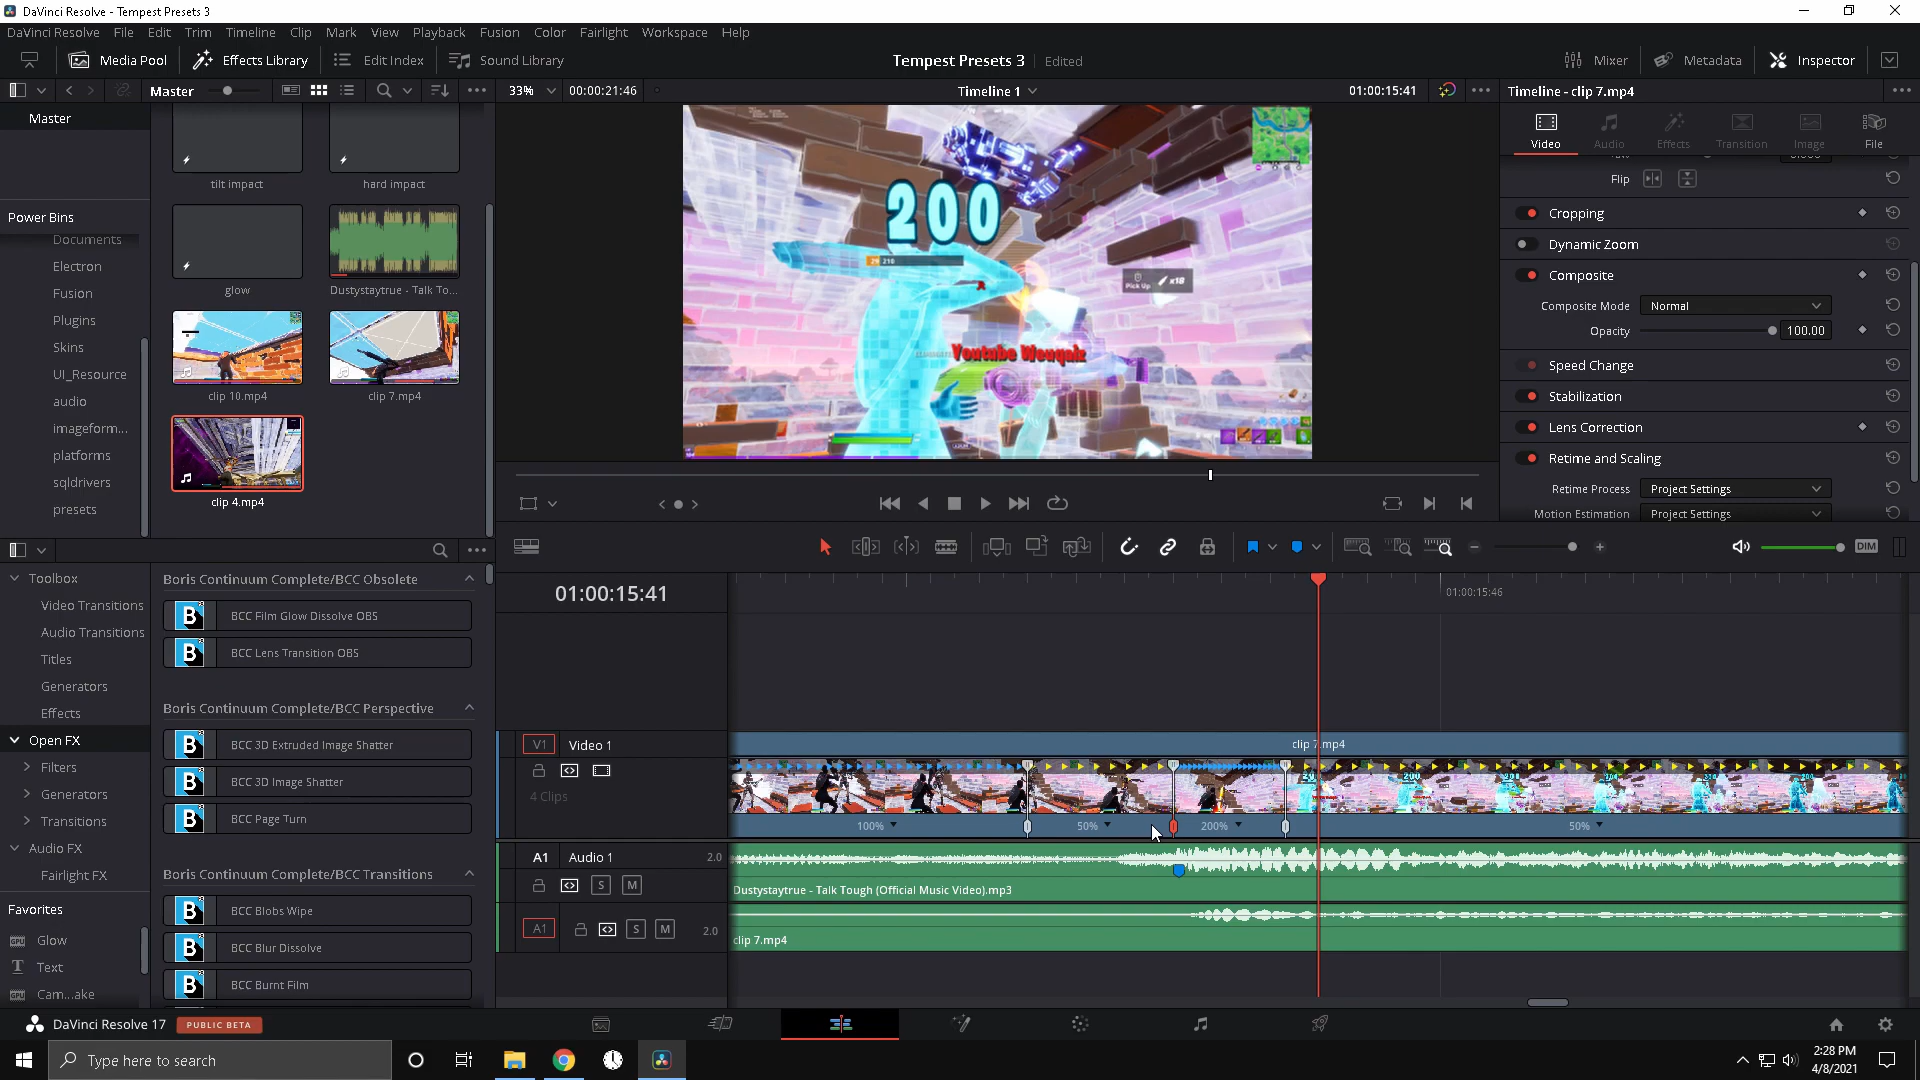 DaVinci Resolve - Tempest Presets 3
DaVinci Resolve File Edit Trim Timeline Clip Mark View Playback Fusion Color Fairlight Workspace Help
Media Pool Effects Library Edit Index Sound Library
Tempest Presets 3 Edited
Mixer Metadata Inspector
Master
33% 00:00:21:46
Timeline 1
01:00:15:41
Timeline - clip 7.mp4
Master
Power Bins
Documents
Electron
Fusion
Plugins
Skins
UI_Resource
audio
imageform...
platforms
sqldrivers
presets
tilt impact
hard impact
glow
Dustystaytrue - Talk To...
clip 10.mp4
clip 7.mp4
clip 4.mp4
200
29 210
Pick Up x18
Youtube Weuqaiz
Video Audio Effects Transition Image File
Flip
Cropping
Dynamic Zoom
Composite
Composite Mode Normal
Opacity 100.00
Speed Change
Stabilization
Lens Correction
Retime and Scaling
Retime Process Project Settings
Motion Estimation Project Settings
DIM
Toolbox
Video Transitions
Audio Transitions
Titles
Generators
Effects
Open FX
Filters
Generators
Transitions
Audio FX
Fairlight FX
Favorites
Glow
Text
Cam...ake
Boris Continuum Complete/BCC Obsolete
BCC Film Glow Dissolve OBS
BCC Lens Transition OBS
Boris Continuum Complete/BCC Perspective
BCC 3D Extruded Image Shatter
BCC 3D Image Shatter
BCC Page Turn
Boris Continuum Complete/BCC Transitions
BCC Blobs Wipe
BCC Blur Dissolve
BCC Burnt Film
01:00:15:41
01:00:15:46
V1 Video 1
4 Clips
clip 7.mp4
100% 50% 200% 50%
A1 Audio 1 2.0
S M
Dustystaytrue - Talk Tough (Official Music Video).mp3
A1 S M 2.0
clip 7.mp4
DaVinci Resolve 17 PUBLIC BETA
Type here to search
2:28 PM
4/8/2021